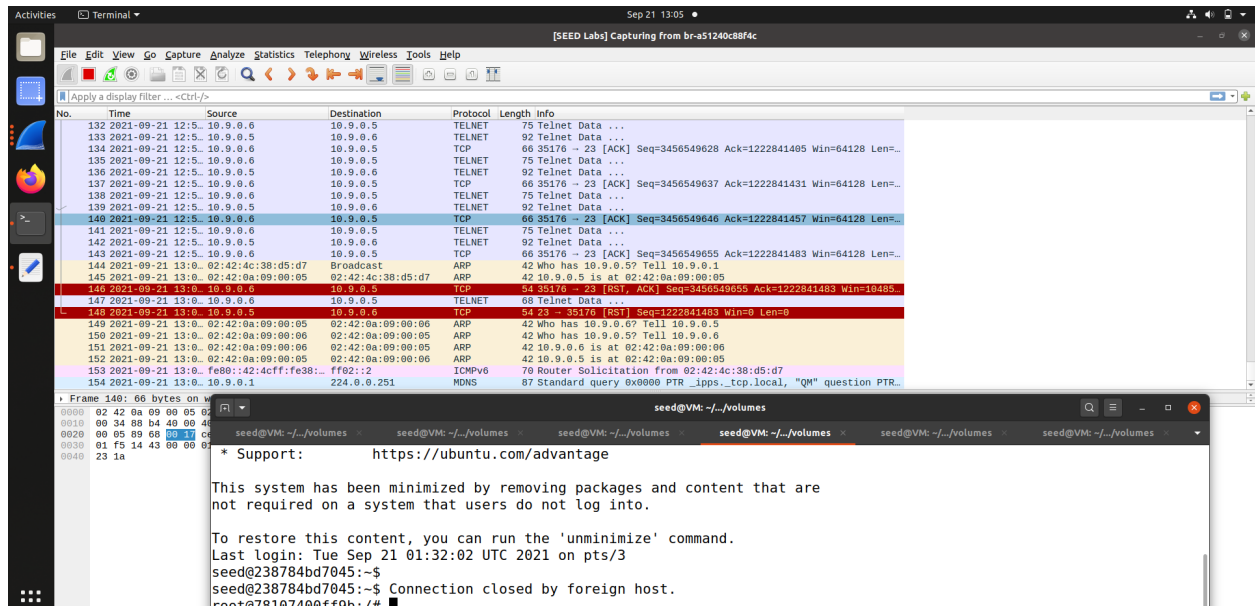 Activities Terminal Sep 21 13:05
[SEED Labs] Capturing from br-a51240c88f4c
File Edit View Go Capture Analyze Statistics Telephony Wireless Tools Help
Apply a display filter … <Ctrl-/>
No. Time Source Destination Protocol Length Info
132 2021-09-21 12:5… 10.9.0.6 10.9.0.5 TELNET 75 Telnet Data ...
133 2021-09-21 12:5… 10.9.0.5 10.9.0.6 TELNET 92 Telnet Data ...
134 2021-09-21 12:5… 10.9.0.6 10.9.0.5 TCP 66 35176 → 23 [ACK] Seq=3456549628 Ack=1222841405 Win=64128 Len=…
135 2021-09-21 12:5… 10.9.0.6 10.9.0.5 TELNET 75 Telnet Data ...
136 2021-09-21 12:5… 10.9.0.5 10.9.0.6 TELNET 92 Telnet Data ...
137 2021-09-21 12:5… 10.9.0.6 10.9.0.5 TCP 66 35176 → 23 [ACK] Seq=3456549637 Ack=1222841431 Win=64128 Len=…
138 2021-09-21 12:5… 10.9.0.6 10.9.0.5 TELNET 75 Telnet Data ...
139 2021-09-21 12:5… 10.9.0.5 10.9.0.6 TELNET 92 Telnet Data ...
140 2021-09-21 12:5… 10.9.0.6 10.9.0.5 TCP 66 35176 → 23 [ACK] Seq=3456549646 Ack=1222841457 Win=64128 Len=…
141 2021-09-21 12:5… 10.9.0.6 10.9.0.5 TELNET 75 Telnet Data ...
142 2021-09-21 12:5… 10.9.0.5 10.9.0.6 TELNET 92 Telnet Data ...
143 2021-09-21 12:5… 10.9.0.6 10.9.0.5 TCP 66 35176 → 23 [ACK] Seq=3456549655 Ack=1222841483 Win=64128 Len=…
144 2021-09-21 13:0… 02:42:4c:38:d5:d7 Broadcast ARP 42 Who has 10.9.0.5? Tell 10.9.0.1
145 2021-09-21 13:0… 02:42:0a:09:00:05 02:42:4c:38:d5:d7 ARP 42 10.9.0.5 is at 02:42:0a:09:00:05
146 2021-09-21 13:0… 10.9.0.6 10.9.0.5 TCP 54 35176 → 23 [RST, ACK] Seq=3456549655 Ack=1222841483 Win=10485…
147 2021-09-21 13:0… 10.9.0.6 10.9.0.5 TELNET 68 Telnet Data ...
148 2021-09-21 13:0… 10.9.0.5 10.9.0.6 TCP 54 23 → 35176 [RST] Seq=1222841483 Win=0 Len=0
149 2021-09-21 13:0… 02:42:0a:09:00:05 02:42:0a:09:00:06 ARP 42 Who has 10.9.0.6? Tell 10.9.0.5
150 2021-09-21 13:0… 02:42:0a:09:00:06 02:42:0a:09:00:05 ARP 42 Who has 10.9.0.5? Tell 10.9.0.6
151 2021-09-21 13:0… 02:42:0a:09:00:06 02:42:0a:09:00:05 ARP 42 10.9.0.6 is at 02:42:0a:09:00:06
152 2021-09-21 13:0… 02:42:0a:09:00:05 02:42:0a:09:00:06 ARP 42 10.9.0.5 is at 02:42:0a:09:00:05
153 2021-09-21 13:0… fe80::42:4cff:fe38:… ff02::2 ICMPv6 70 Router Solicitation from 02:42:4c:38:d5:d7
154 2021-09-21 13:0… 10.9.0.1 224.0.0.251 MDNS 87 Standard query 0x0000 PTR _ipps._tcp.local, "QM" question PTR…
Frame 140: 66 bytes on w
0000 02 42 0a 09 00 05 02
0010 00 34 88 b4 40 00 40
0020 00 05 89 68 00 17 ce
0030 01 f5 14 43 00 00 01
0040 23 1a
seed@VM: ~/.../volumes
seed@VM: ~/.../volumes seed@VM: ~/.../volumes seed@VM: ~/.../volumes seed@VM: ~/.../volumes seed@VM: ~/.../volumes seed@VM: ~/.../volumes
* Support: https://ubuntu.com/advantage
This system has been minimized by removing packages and content that are
not required on a system that users do not log into.
To restore this content, you can run the 'unminimize' command.
Last login: Tue Sep 21 01:32:02 UTC 2021 on pts/3
seed@238784bd7045:~$
seed@238784bd7045:~$ Connection closed by foreign host.
root@78107400ff9b:/#